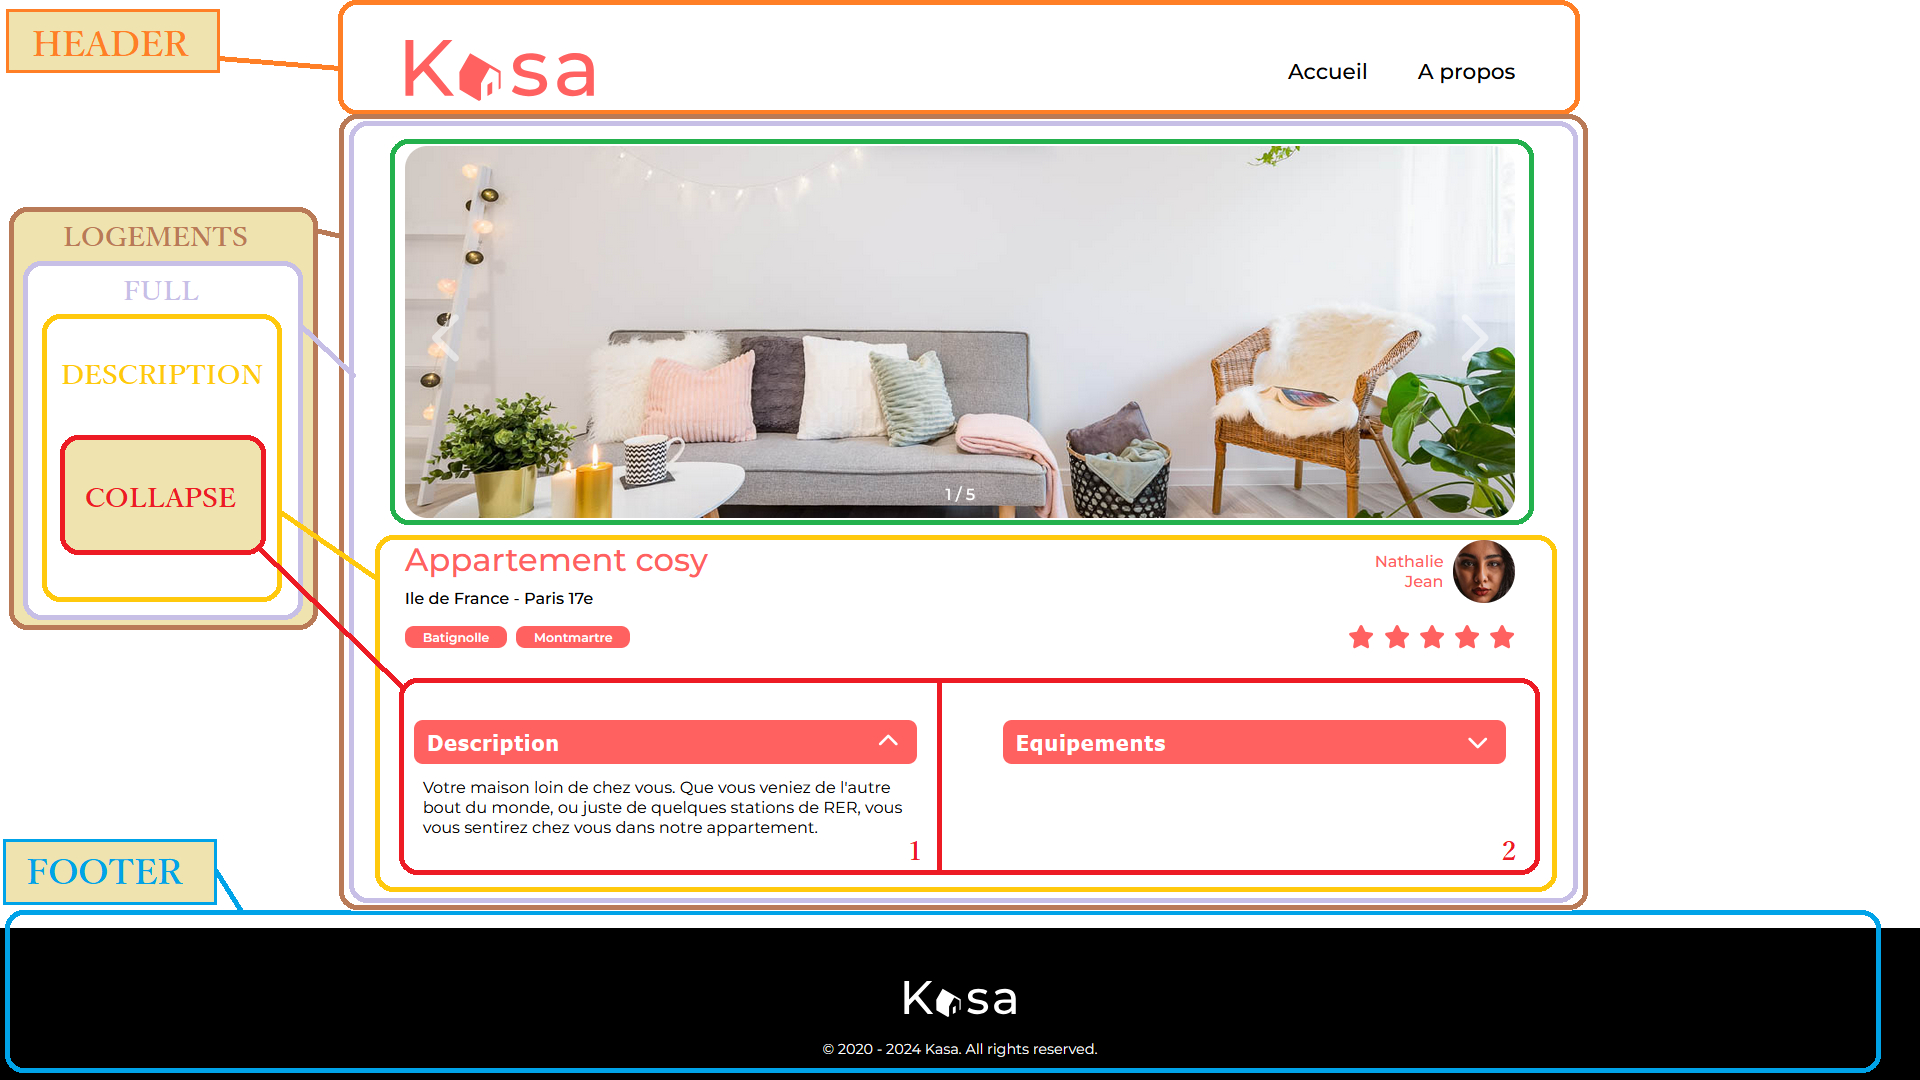 HEADER
Kasa
Accueil
A propos
LOGEMENTS
FULL
DESCRIPTION
COLLAPSE
1 / 5
Appartement cosy
Ile de France - Paris 17e
Batignolle
Montmartre
Nathalie
Jean
Description
Votre maison loin de chez vous. Que vous veniez de l'autre
bout du monde, ou juste de quelques stations de RER, vous
vous sentirez chez vous dans notre appartement.
1
Equipements
2
FOOTER
Kasa
© 2020 - 2024 Kasa. All rights reserved.